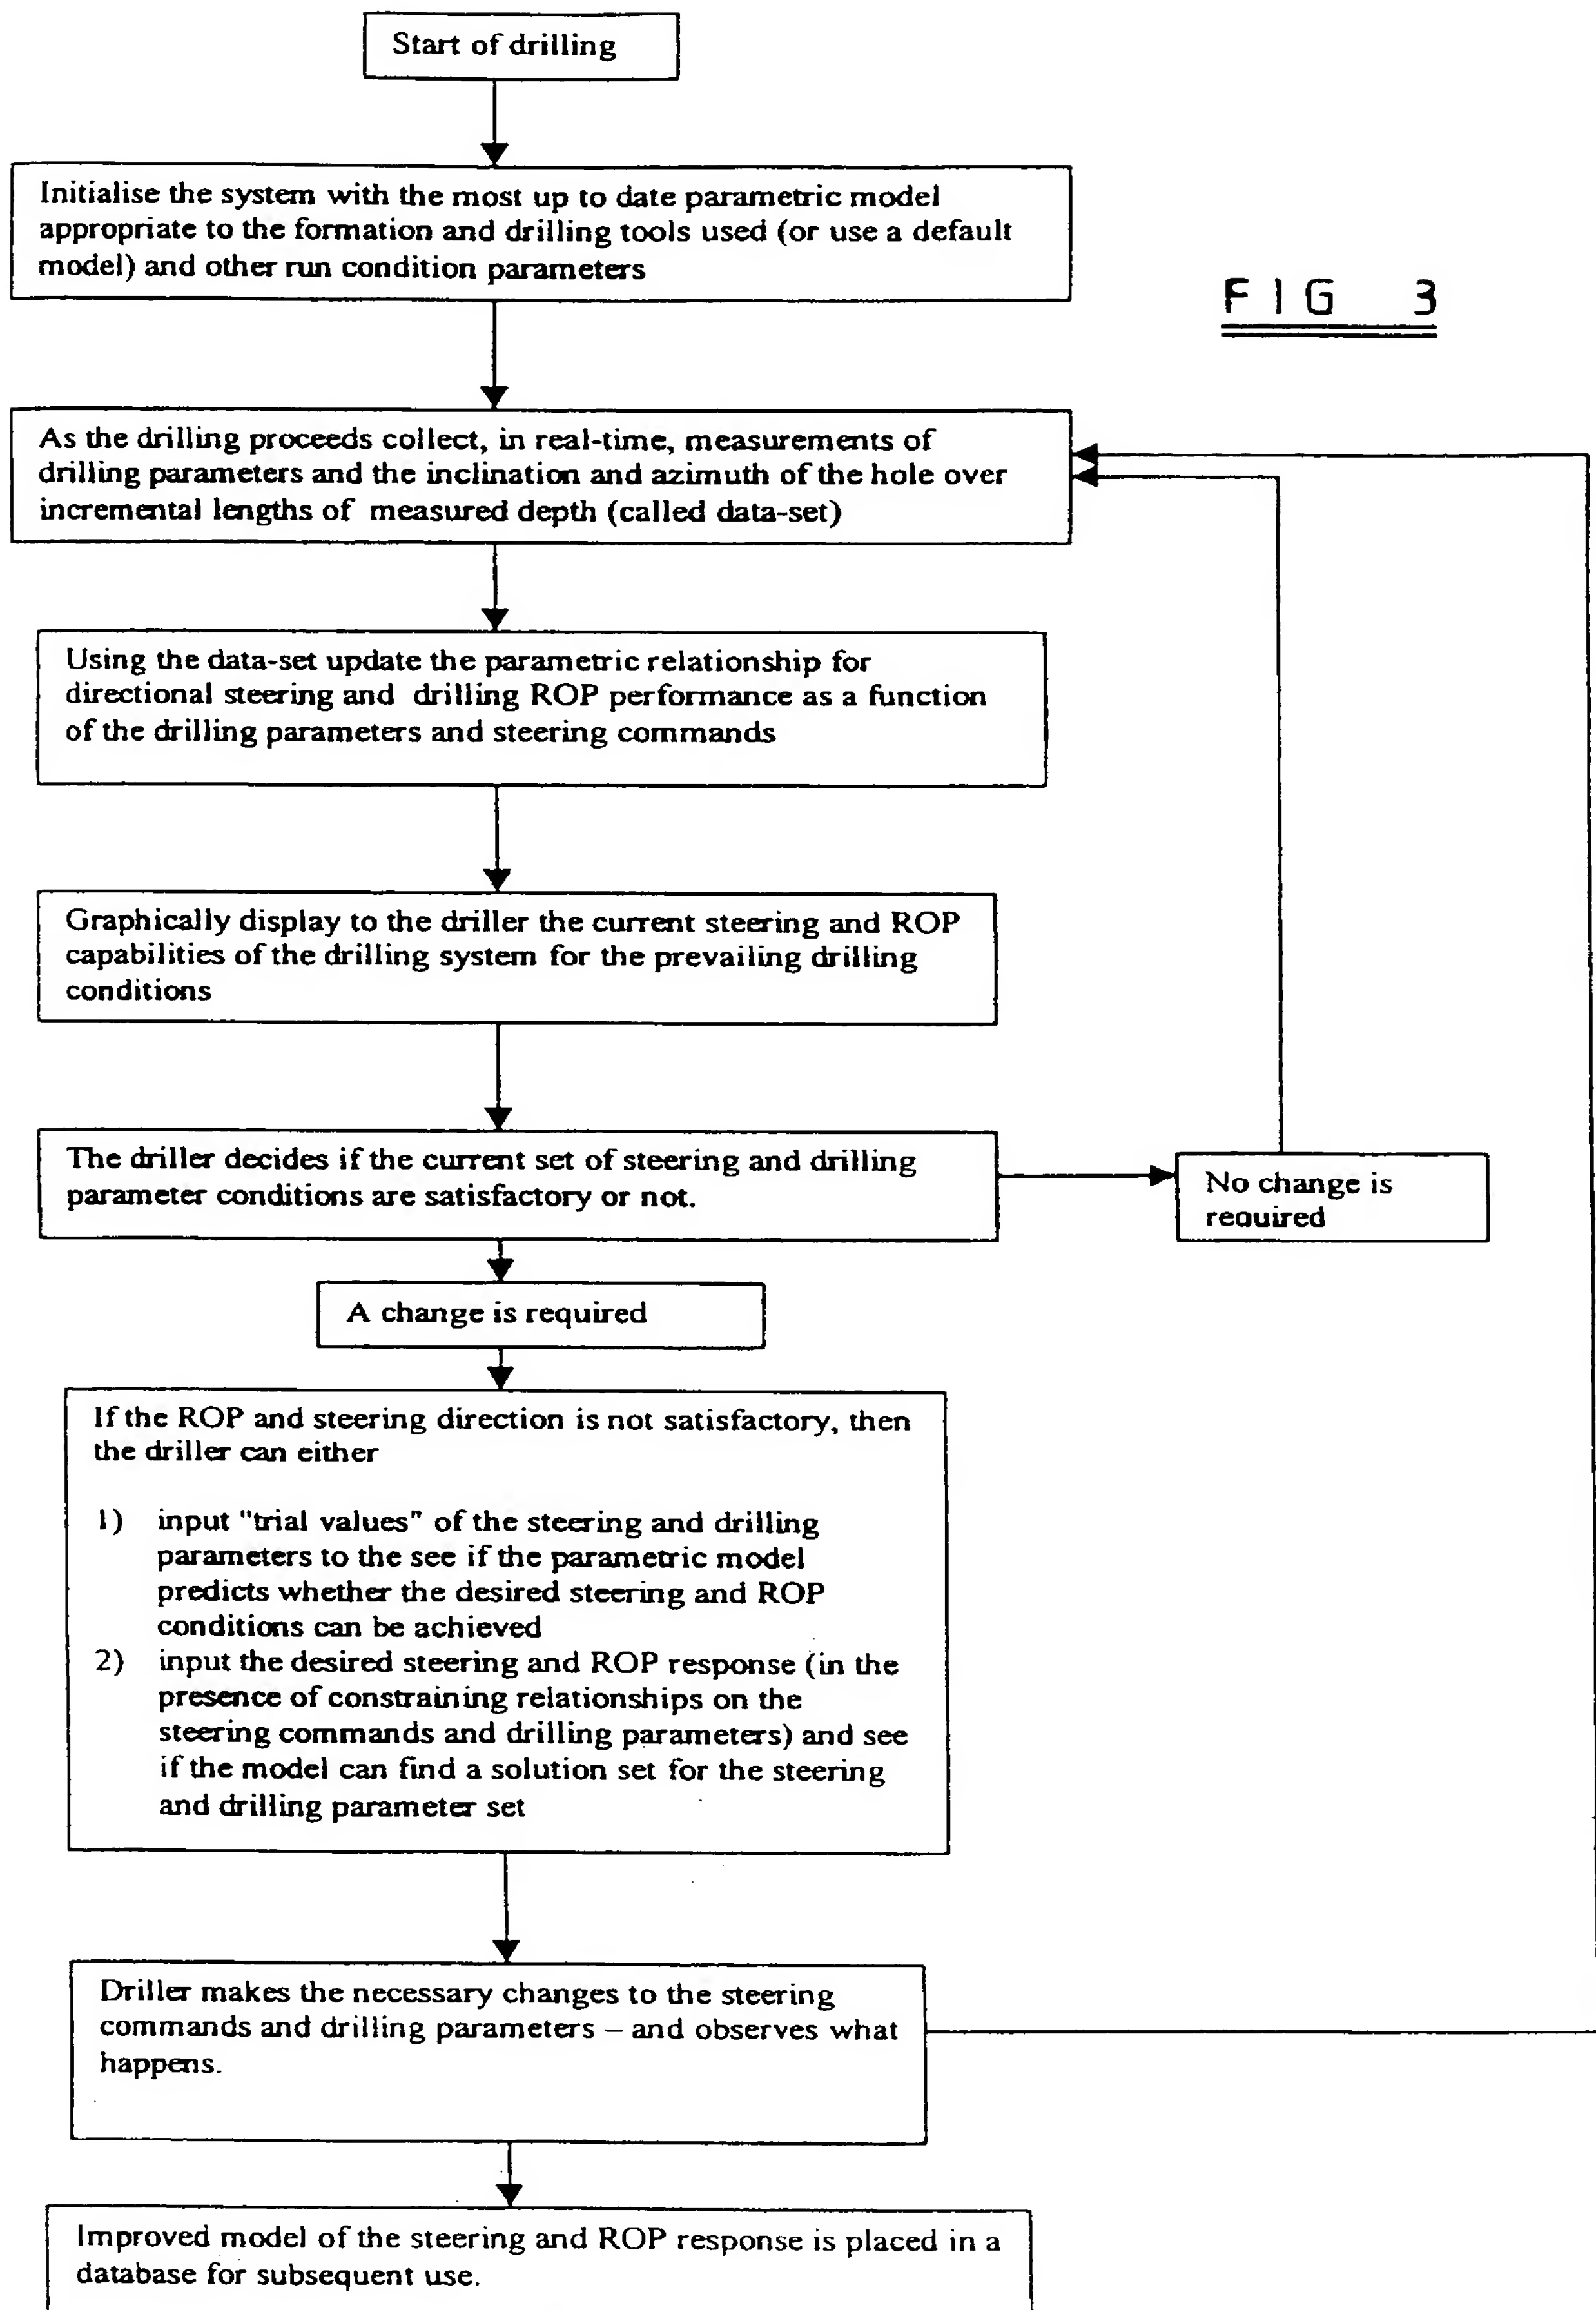 Start of drilling
Initialise the system with the most up to date parametric model
appropriate to the formation and drilling tools used (or use a default
model) and other run condition parameters
FIG 3
As the drilling proceeds collect, in real-time, measurements of
drilling parameters and the inclination and azimuth of the hole over
incremental lengths of measured depth (called data-set)
Using the data-set update the parametric relationship for
directional steering and drilling ROP performance as a function
of the drilling parameters and steering commands
Graphically display to the driller the current steering and ROP
capabilities of the drilling system for the prevailing drilling
conditions
The driller decides if the current set of steering and drilling
parameter conditions are satisfactory or not.
No change is
required
A change is required
If the ROP and steering direction is not satisfactory, then
the driller can either
1) input "trial values" of the steering and drilling
parameters to the see if the parametric model
predicts whether the desired steering and ROP
conditions can be achieved
2) input the desired steering and ROP response (in the
presence of constraining relationships on the
steering commands and drilling parameters) and see
if the model can find a solution set for the steering
and drilling parameter set
Driller makes the necessary changes to the steering
commands and drilling parameters – and observes what
happens.
Improved model of the steering and ROP response is placed in a
database for subsequent use.